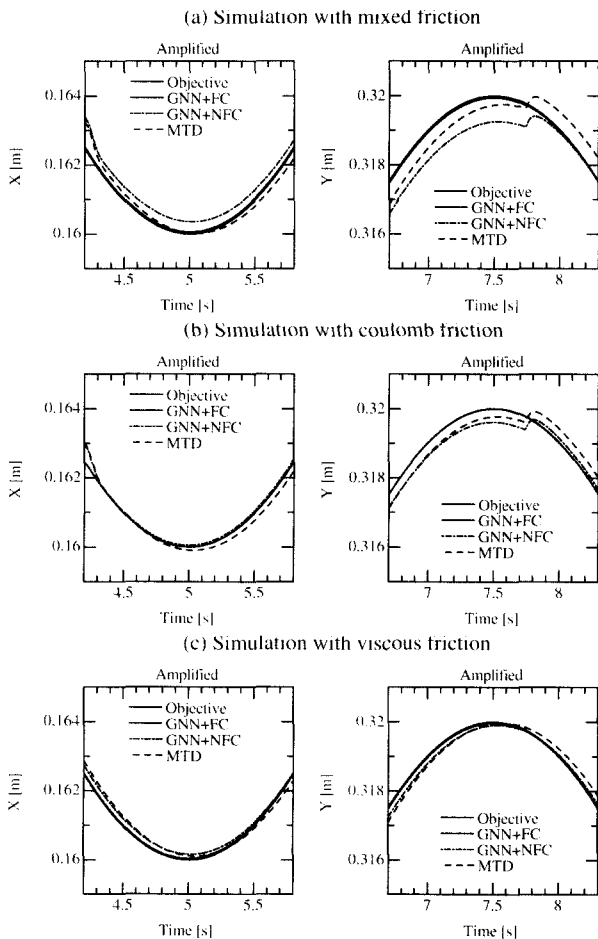 (a) Simulation with mixed friction
Amplified
Objective
GNN+FC
GNN+NFC
MTD
0.164
0.162
0.16
X [m]
4.5
5
5.5
Time [s]
Amplified
0.32
0.318
0.316
Y [m]
Objective
GNN+FC
GNN+NFC
MTD
7
7.5
8
Time [s]
(b) Simulation with coulomb friction
Amplified
Objective
GNN+FC
GNN+NFC
MTD
0.164
0.162
0.16
X [m]
4.5
5
5.5
Time [s]
Amplified
0.32
0.318
0.316
Y [m]
Objective
GNN+FC
GNN+NFC
MTD
7
7.5
8
Time [s]
(c) Simulation with viscous friction
Amplified
Objective
GNN+FC
GNN+NFC
MTD
0.164
0.162
0.16
X [m]
4.5
5
5.5
Time [s]
Amplified
0.32
0.318
0.316
Y [m]
Objective
GNN+FC
GNN+NFC
MTD
7
7.5
8
Time [s]